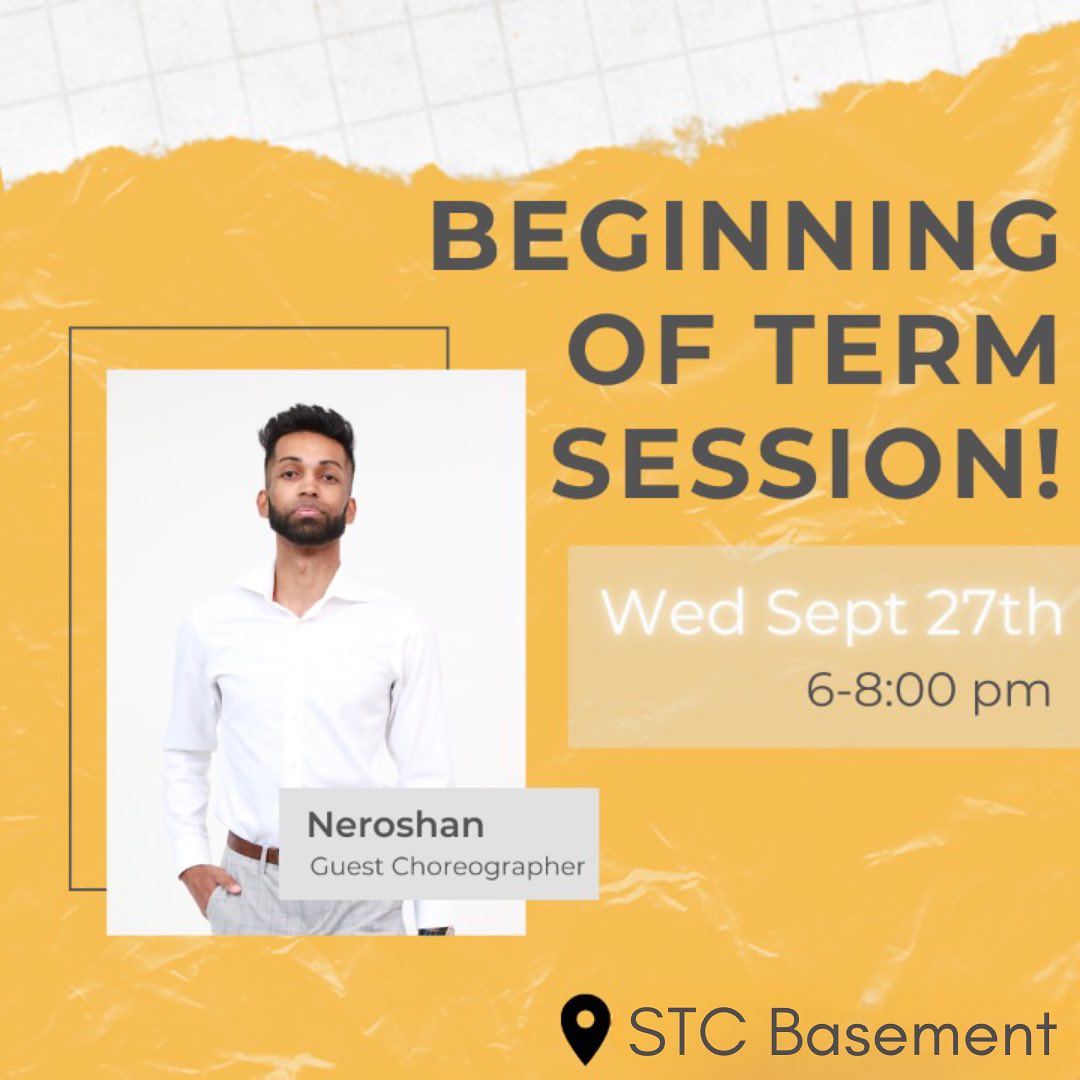 BEGINNING
OF TERM
SESSION!
Wed Sept 27th
6-8:00 pm
Neroshan
Guest Choreographer
STC Basement